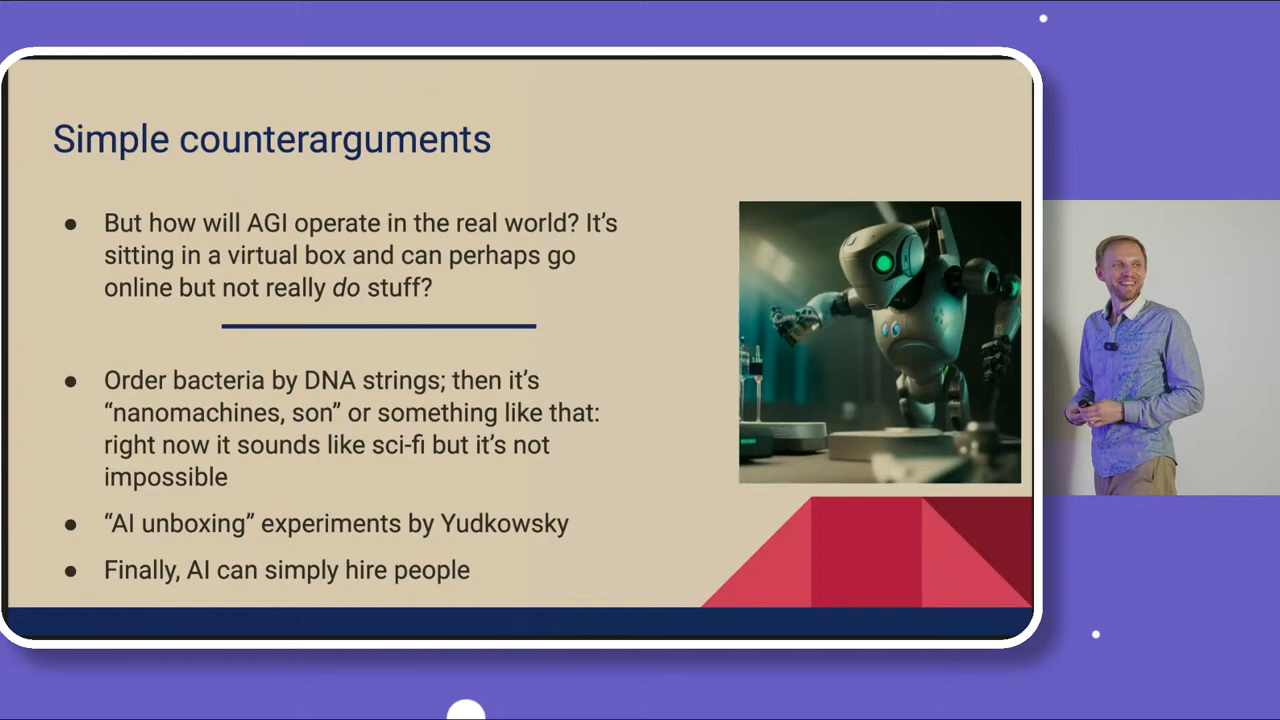 Simple counterarguments
● But how will AGI operate in the real world? It’s
sitting in a virtual box and can perhaps go
online but not really do stuff?
● Order bacteria by DNA strings; then it’s
“nanomachines, son” or something like that:
right now it sounds like sci-fi but it’s not
impossible
● “AI unboxing” experiments by Yudkowsky
● Finally, AI can simply hire people